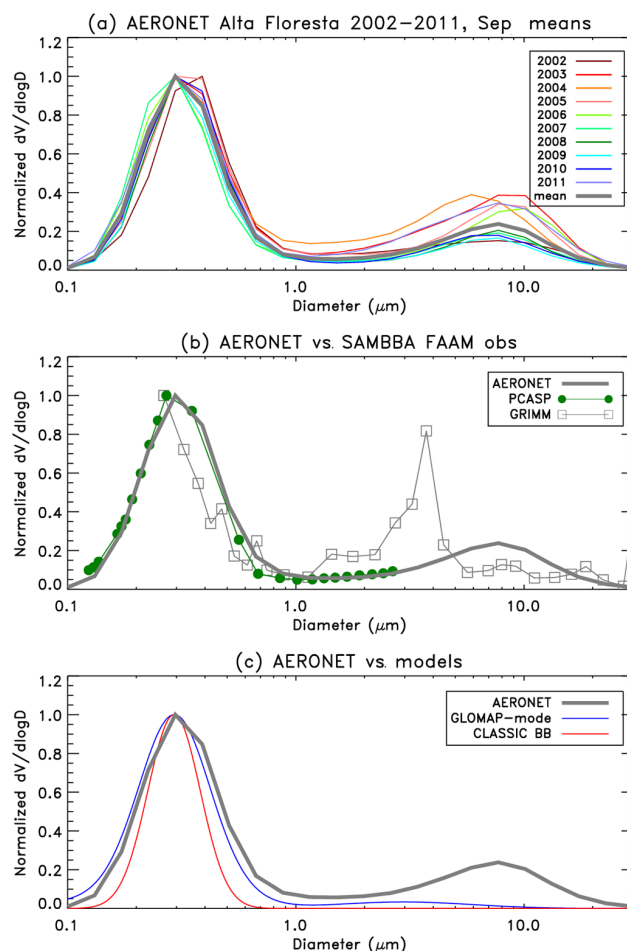 (a) AERONET Alta Floresta 2002−2011, Sep means
Normalized dV/dlogD
1.2
1.0
0.8
0.6
0.4
0.2
0.0
2002
2003
2004
2005
2006
2007
2008
2009
2010
2011
mean
0.1 1.0 10.0
Diameter (μm)
(b) AERONET vs. SAMBBA FAAM obs
Normalized dV/dlogD
1.2
1.0
0.8
0.6
0.4
0.2
0.0
AERONET
PCASP
GRIMM
0.1 1.0 10.0
Diameter (μm)
(c) AERONET vs. models
Normalized dV/dlogD
1.2
1.0
0.8
0.6
0.4
0.2
0.0
AERONET
GLOMAP−mode
CLASSIC BB
0.1 1.0 10.0
Diameter (μm)